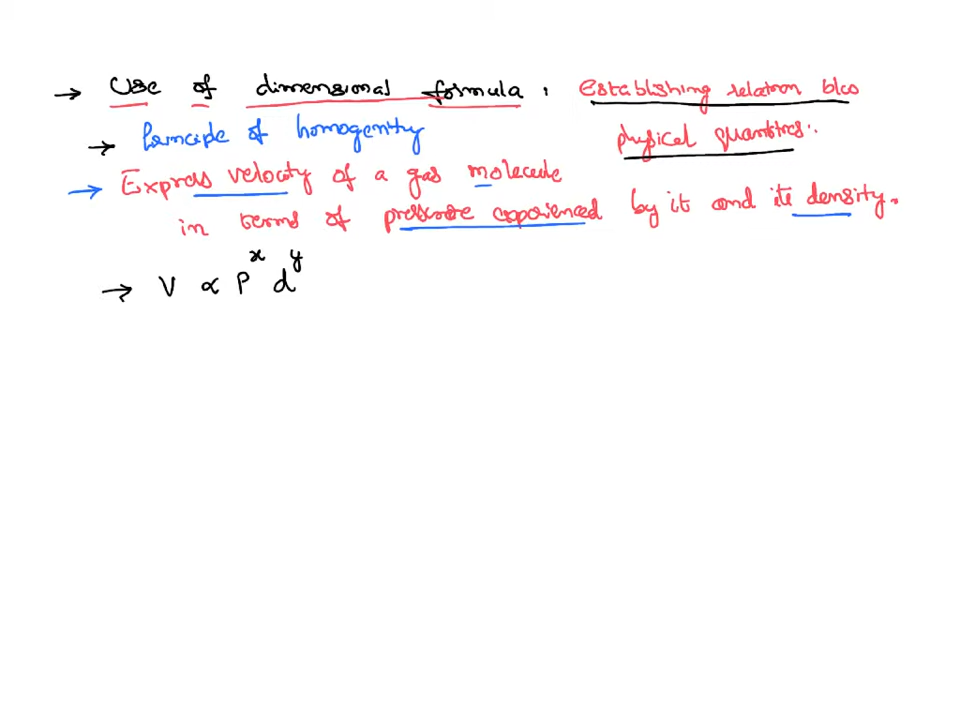 → Use of dimensional formula : Establishing relation b/w
physical quantities.
→ Principle of homogenity
→ Express velocity of a gas molecule
in terms of pressure experienced by it and its density.
→ V ∝ P^x d^y